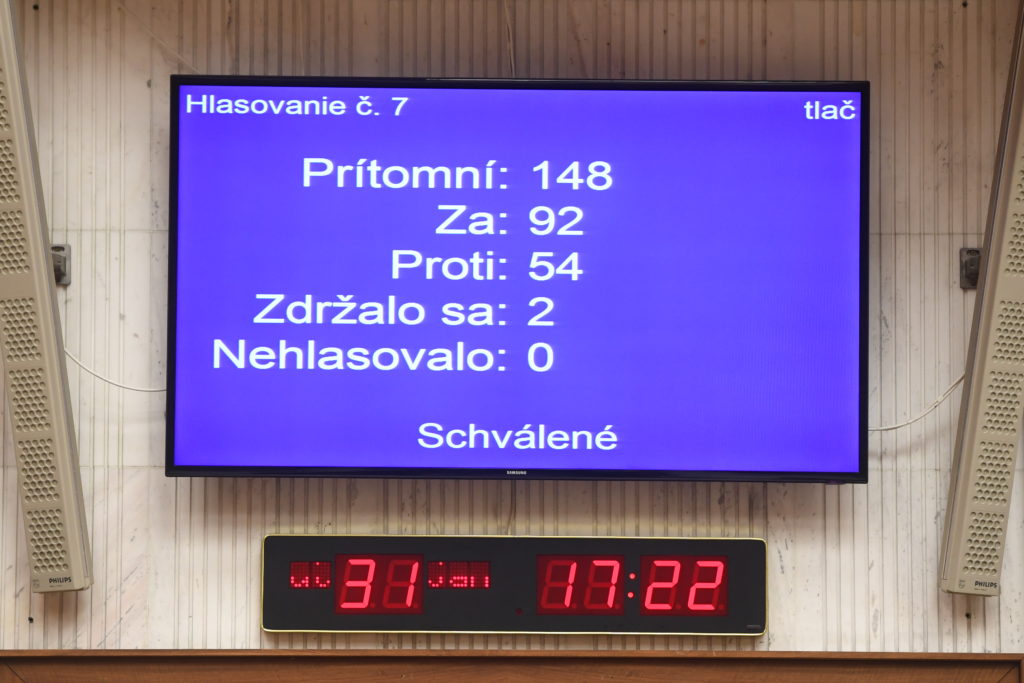 Hlasovanie č. 7 tlač
Prítomní: 148
Za: 92
Proti: 54
Zdržalo sa: 2
Nehlasovalo: 0
Schválené
SAMSUNG
PHILIPS
PHILIPS
ut 31 jan 17:22